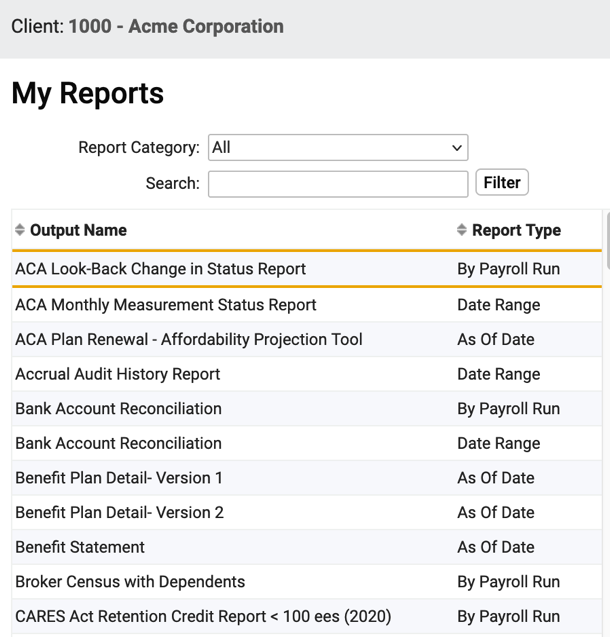 Client: 1000 - Acme Corporation
My Reports
Report Category: All
Search: Filter
Output Name Report Type
ACA Look-Back Change in Status Report By Payroll Run
ACA Monthly Measurement Status Report Date Range
ACA Plan Renewal - Affordability Projection Tool As Of Date
Accrual Audit History Report Date Range
Bank Account Reconciliation By Payroll Run
Bank Account Reconciliation Date Range
Benefit Plan Detail- Version 1 As Of Date
Benefit Plan Detail- Version 2 As Of Date
Benefit Statement As Of Date
Broker Census with Dependents By Payroll Run
CARES Act Retention Credit Report < 100 ees (2020) By Payroll Run